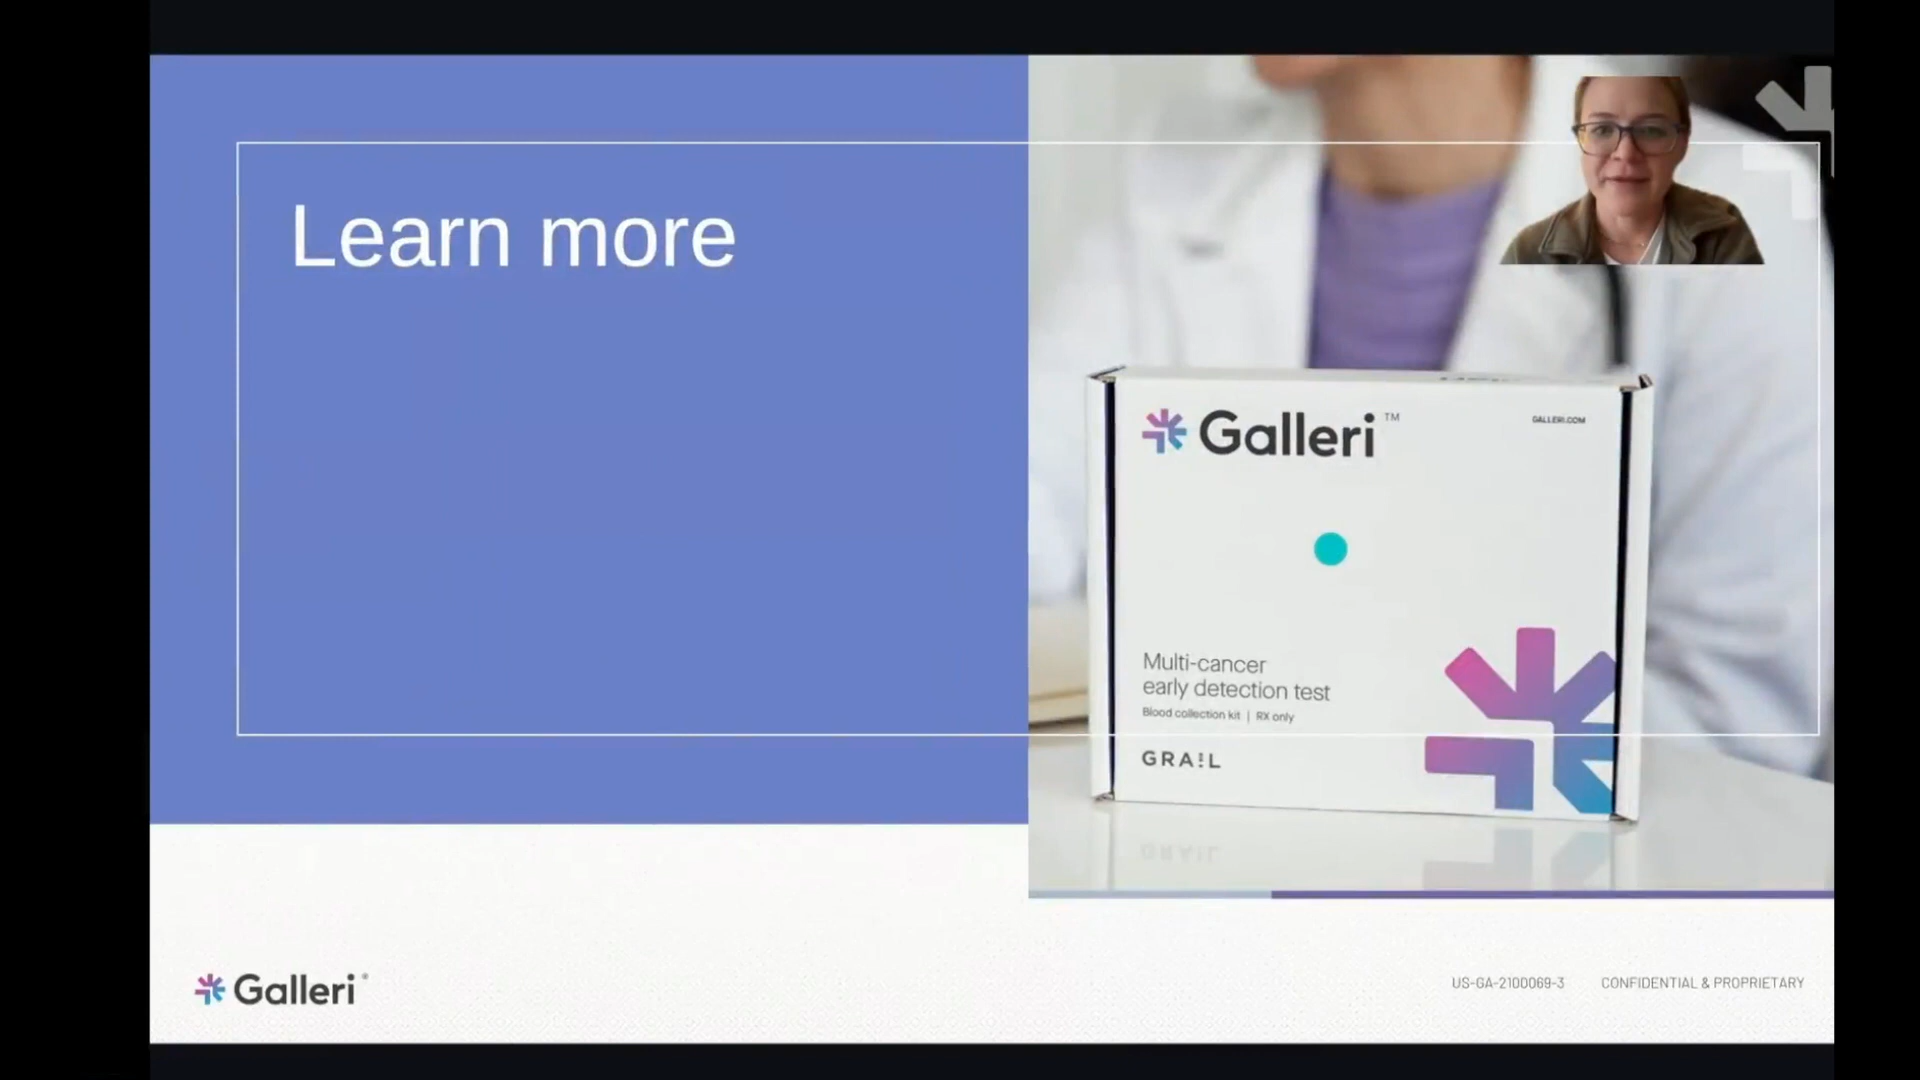 Learn more
Galleri™
GALLERI.COM
Multi-cancer
early detection test
Blood collection kit | RX only
GRAIL
Galleri®
US-GA-2100069-3 CONFIDENTIAL & PROPRIETARY